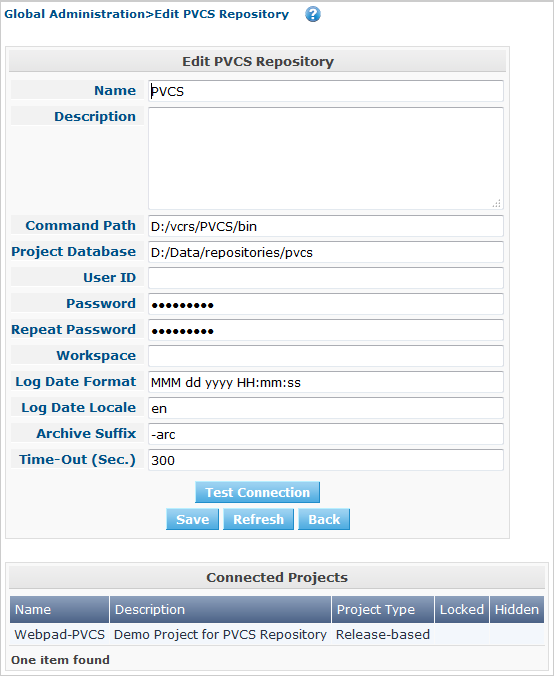 Global Administration>Edit PVCS Repository ?
Edit PVCS Repository
Name PVCS
Description
Command Path D:/vcrs/PVCS/bin
Project Database D:/Data/repositories/pvcs
User ID
Password •••••••••
Repeat Password •••••••••
Workspace
Log Date Format MMM dd yyyy HH:mm:ss
Log Date Locale en
Archive Suffix -arc
Time-Out (Sec.) 300
Test Connection
Save Refresh Back
Connected Projects
Name Description Project Type Locked Hidden
Webpad-PVCS Demo Project for PVCS Repository Release-based
One item found